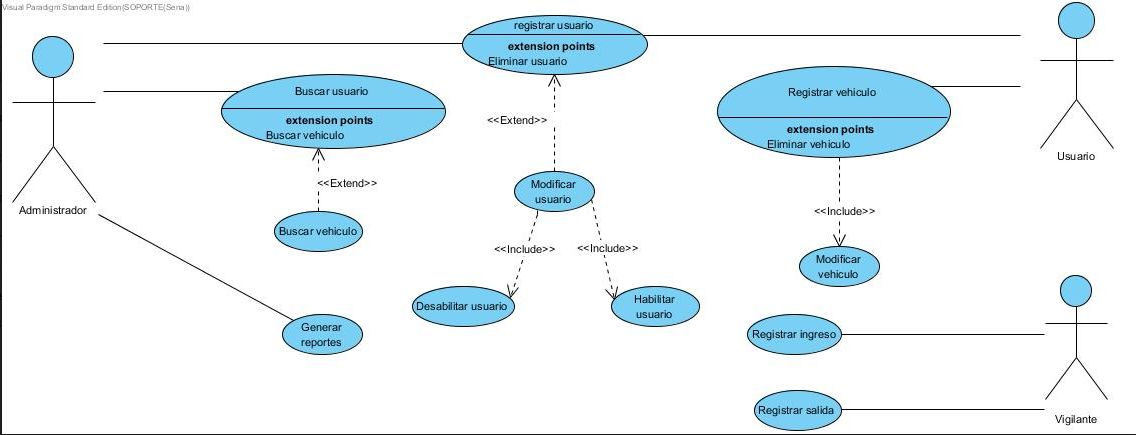 Visual Paradigm Standard Edition(SOPORTE(Sena))
registrar usuario
extension points
Eliminar usuario
Buscar usuario
extension points
Buscar vehiculo
Registrar vehiculo
extension points
Eliminar vehiculo
<<Extend>>
Usuario
<<Extend>>
Modificar
usuario
Administrador
<<Include>>
Buscar vehiculo
<<Include>>
<<Include>>
Modificar
vehiculo
Desabilitar usuario
Habilitar
usuario
Generar
reportes
Registrar ingreso
Registrar salida
Vigilante